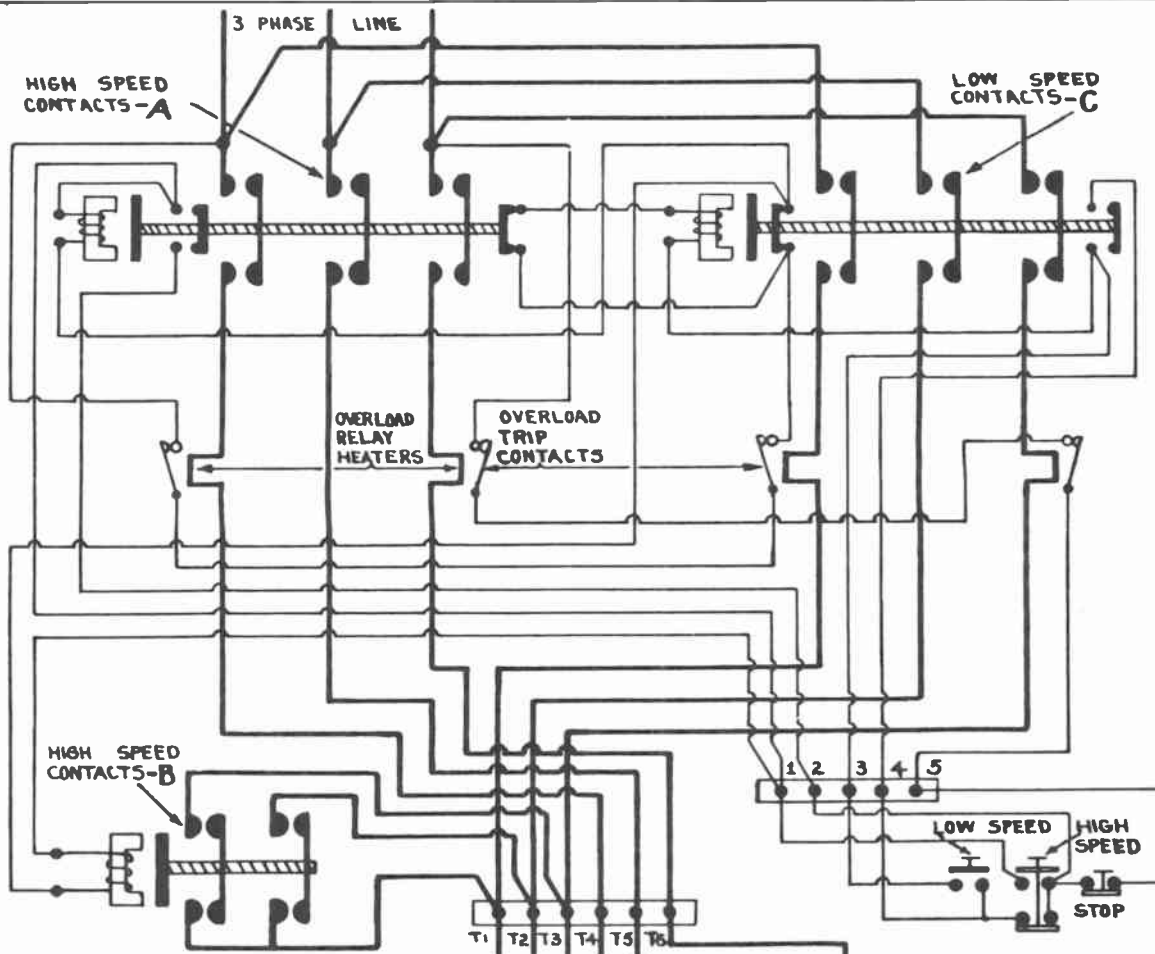 3 PHASE LINE
HIGH SPEED
CONTACTS-A
LOW SPEED
CONTACTS-C
OVERLOAD
RELAY
HEATERS
OVERLOAD
TRIP
CONTACTS
HIGH SPEED
CONTACTS-B
1 2 3 4 5
LOW SPEED
HIGH
SPEED
STOP
T1 T2 T3 T4 T5 T6